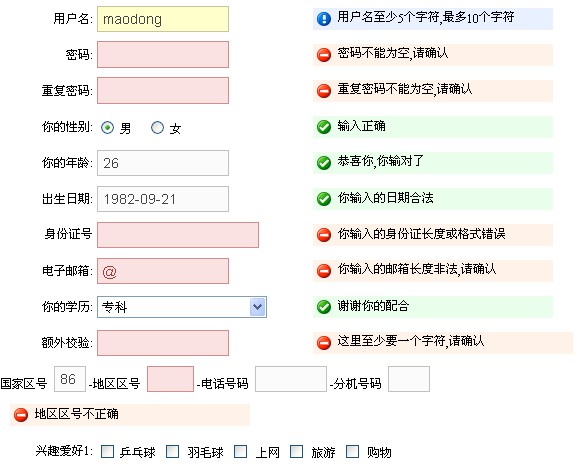 用户名: maodong 用户名至少5个字符,最多10个字符
密码: 密码不能为空,请确认
重复密码: 重复密码不能为空,请确认
你的性别: 男 女 输入正确
你的年龄: 26 恭喜你,你输对了
出生日期: 1982-09-21 你输入的日期合法
身份证号 你输入的身份证长度或格式错误
电子邮箱: @ 你输入的邮箱长度非法,请确认
你的学历: 专科 谢谢你的配合
额外校验: 这里至少要一个字符,请确认
国家区号 86 -地区区号 -电话号码 -分机号码
地区区号不正确
兴趣爱好1: 乒乓球 羽毛球 上网 旅游 购物